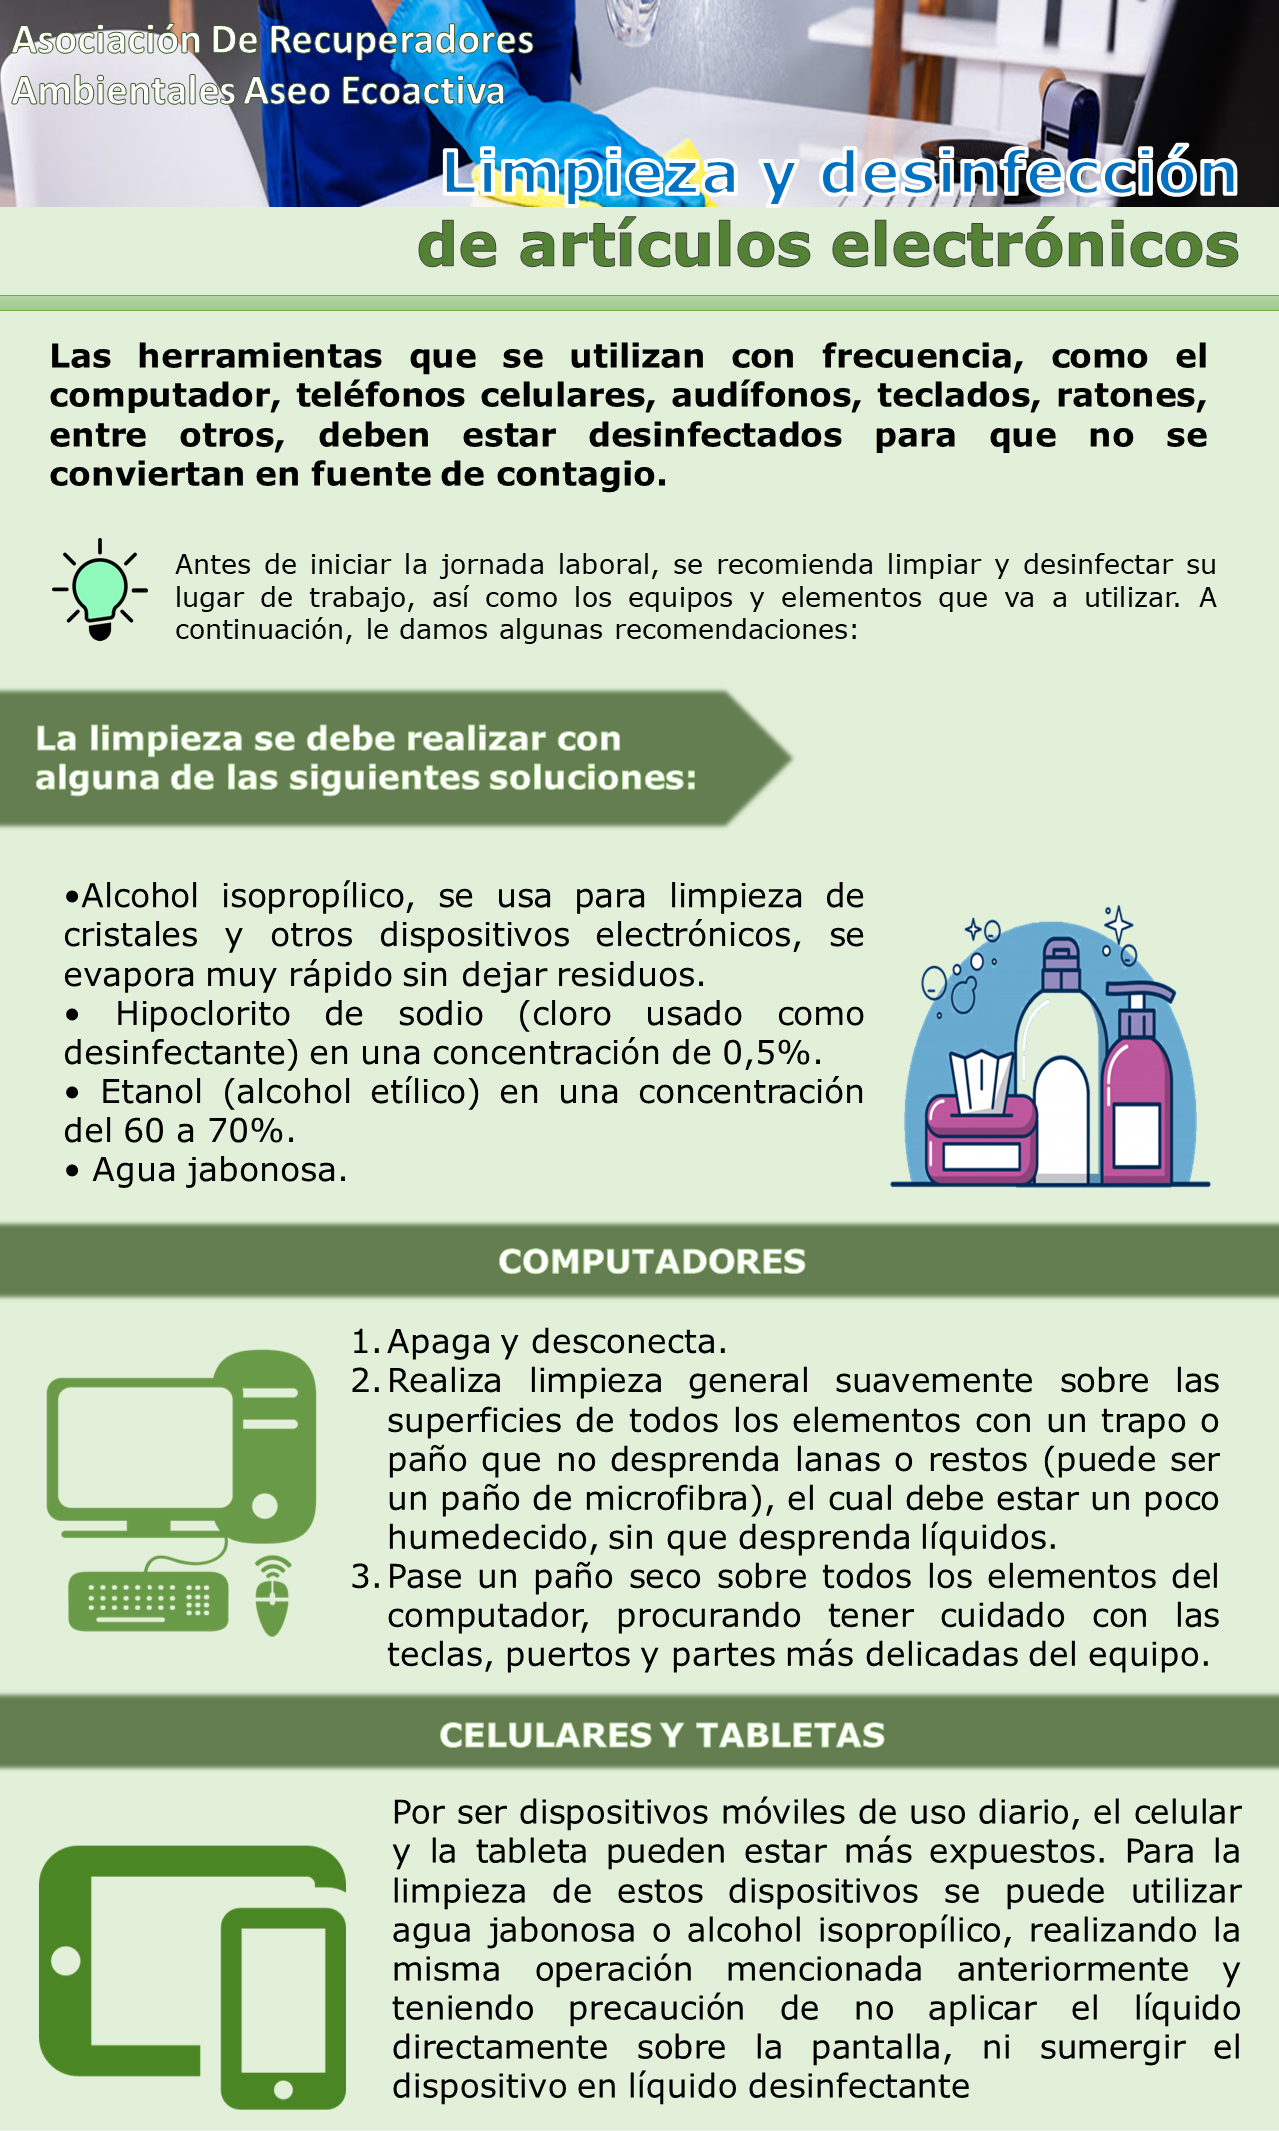 Asociación De Recuperadores
Ambientales Aseo Ecoactiva
Limpieza y desinfección
de artículos electrónicos
Las herramientas que se utilizan con frecuencia, como el
computador, teléfonos celulares, audífonos, teclados, ratones,
entre otros, deben estar desinfectados para que no se
conviertan en fuente de contagio.
Antes de iniciar la jornada laboral, se recomienda limpiar y desinfectar su
lugar de trabajo, así como los equipos y elementos que va a utilizar. A
continuación, le damos algunas recomendaciones:
La limpieza se debe realizar con
alguna de las siguientes soluciones:
•Alcohol isopropílico, se usa para limpieza de
cristales y otros dispositivos electrónicos, se
evapora muy rápido sin dejar residuos.
• Hipoclorito de sodio (cloro usado como
desinfectante) en una concentración de 0,5%.
• Etanol (alcohol etílico) en una concentración
del 60 a 70%.
• Agua jabonosa.
COMPUTADORES
1. Apaga y desconecta.
2. Realiza limpieza general suavemente sobre las
superficies de todos los elementos con un trapo o
paño que no desprenda lanas o restos (puede ser
un paño de microfibra), el cual debe estar un poco
humedecido, sin que desprenda líquidos.
3. Pase un paño seco sobre todos los elementos del
computador, procurando tener cuidado con las
teclas, puertos y partes más delicadas del equipo.
CELULARES Y TABLETAS
Por ser dispositivos móviles de uso diario, el celular
y la tableta pueden estar más expuestos. Para la
limpieza de estos dispositivos se puede utilizar
agua jabonosa o alcohol isopropílico, realizando la
misma operación mencionada anteriormente y
teniendo precaución de no aplicar el líquido
directamente sobre la pantalla, ni sumergir el
dispositivo en líquido desinfectante